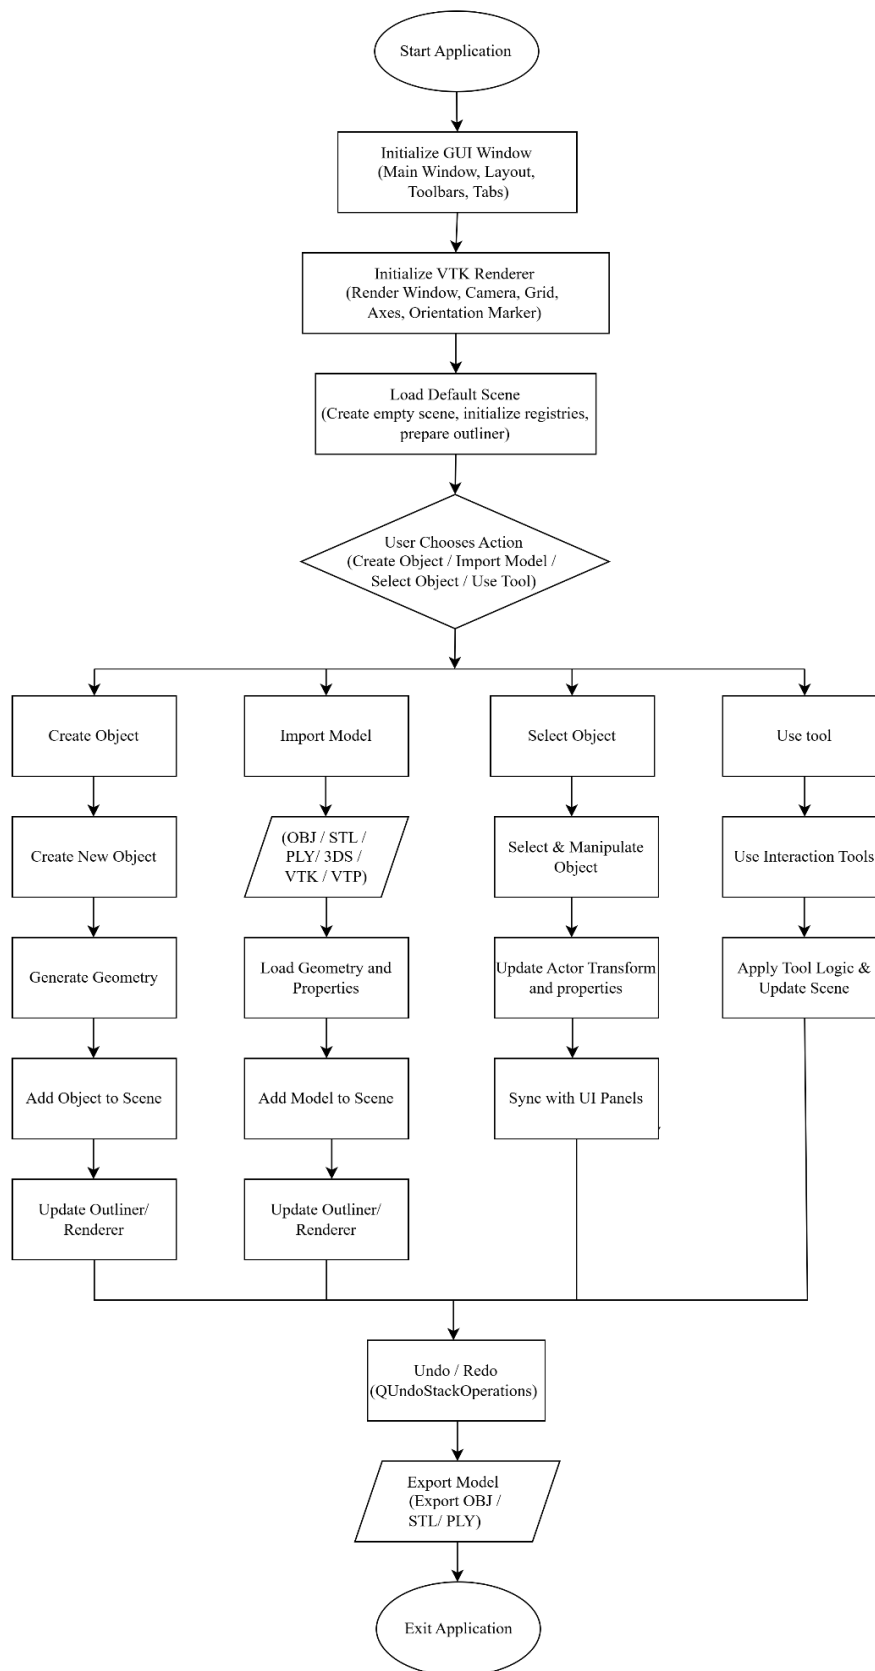 Start Application
Initialize GUI Window
(Main Window, Layout,
Toolbars, Tabs)
Initialize VTK Renderer
(Render Window, Camera, Grid,
Axes, Orientation Marker)
Load Default Scene
(Create empty scene, initialize registries,
prepare outliner)
User Chooses Action
(Create Object / Import Model /
Select Object / Use Tool)
Create Object
Create New Object
Generate Geometry
Add Object to Scene
Update Outliner/
Renderer
Import Model
(OBJ / STL /
PLY/ 3DS /
VTK / VTP)
Load Geometry and
Properties
Add Model to Scene
Update Outliner/
Renderer
Select Object
Select & Manipulate
Object
Update Actor Transform
and properties
Sync with UI Panels
Use tool
Use Interaction Tools
Apply Tool Logic &
Update Scene
Undo / Redo
(QUndoStackOperations)
Export Model
(Export OBJ /
STL/ PLY)
Exit Application